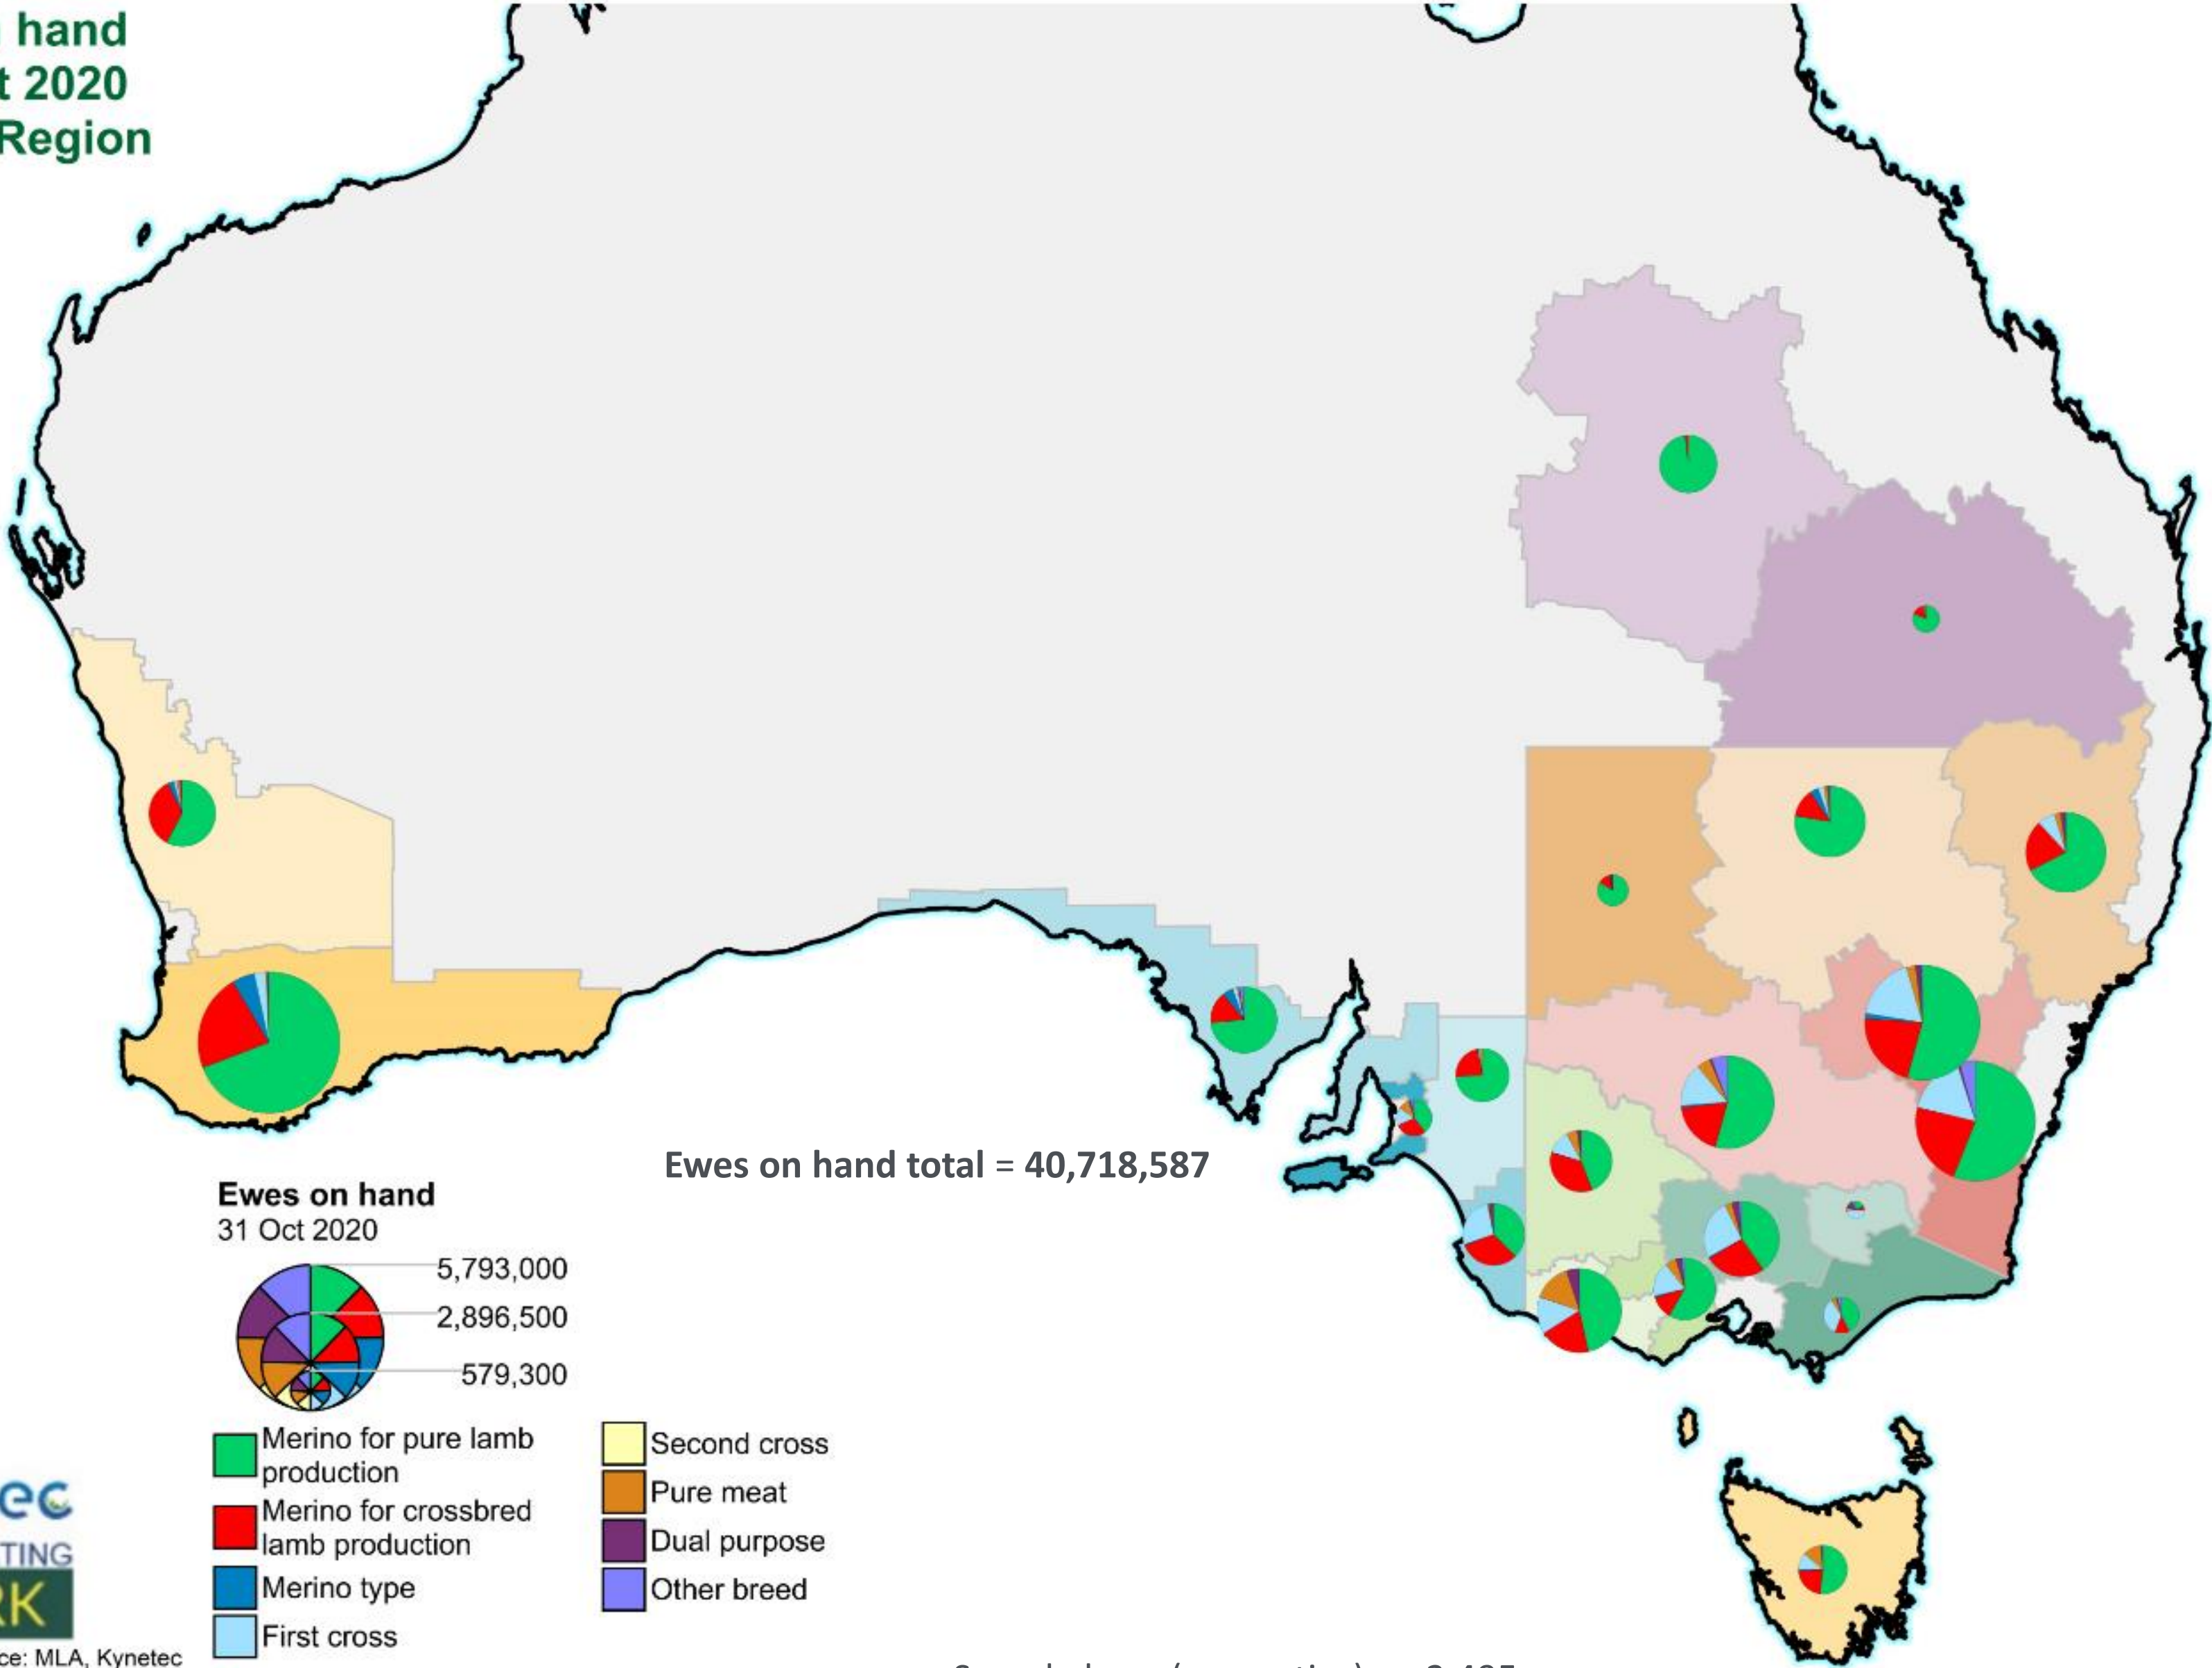 hand
2020
Region
Ewes on hand total = 40,718,587
Ewes on hand
31 Oct 2020
5,793,000
2,896,500
579,300
Merino for pure lamb
production
Merino for crossbred
lamb production
Merino type
First cross
Second cross
Pure meat
Dual purpose
Other breed
ec
TING
RK
ce: MLA, Kynetec